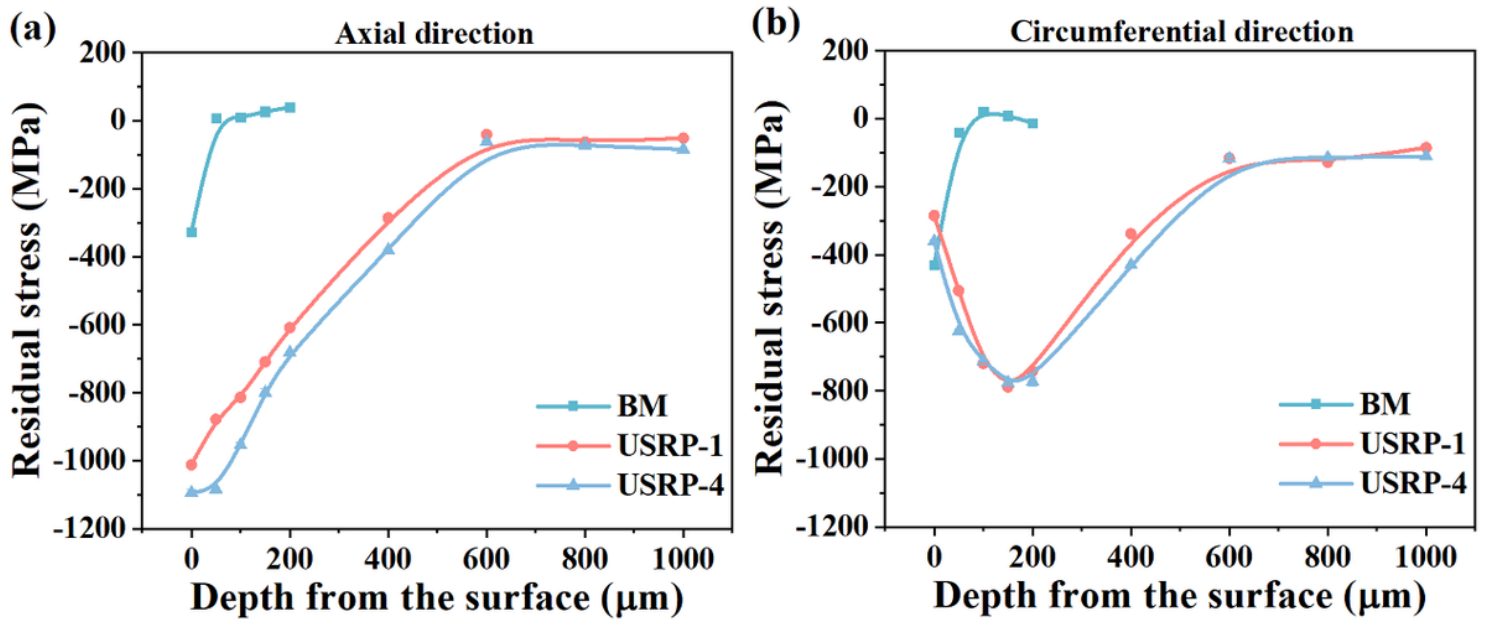 (a)
Axial direction
200
0
-200
-400
-600
-800
-1000
-1200
Residual stress (MPa)
0 200 400 600 800 1000
Depth from the surface (μm)
BM
USRP-1
USRP-4
(b)
Circumferential direction
200
0
-200
-400
-600
-800
-1000
-1200
Residual stress (MPa)
0 200 400 600 800 1000
Depth from the surface (μm)
BM
USRP-1
USRP-4